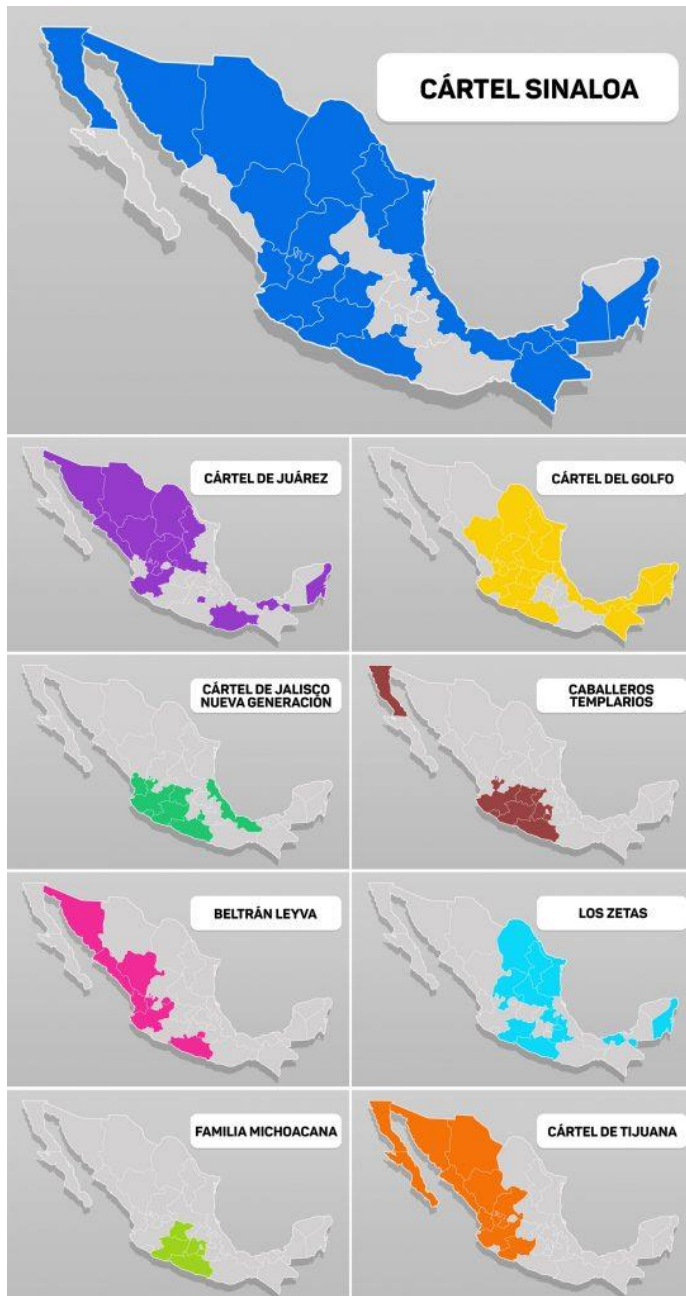 CÁRTEL SINALOA
CÁRTEL DE JUÁREZ
CÁRTEL DEL GOLFO
CÁRTEL DE JALISCO
NUEVA GENERACIÓN
CABALLEROS
TEMPLARIOS
BELTRÁN LEYVA
LOS ZETAS
FAMILIA MICHOACANA
CÁRTEL DE TIJUANA